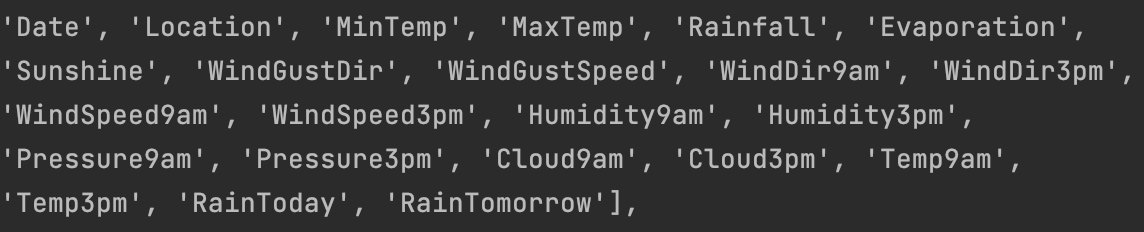 'Date', 'Location', 'MinTemp', 'MaxTemp', 'Rainfall', 'Evaporation',
'Sunshine', 'WindGustDir', 'WindGustSpeed', 'WindDir9am', 'WindDir3pm',
'WindSpeed9am', 'WindSpeed3pm', 'Humidity9am', 'Humidity3pm',
'Pressure9am', 'Pressure3pm', 'Cloud9am', 'Cloud3pm', 'Temp9am',
'Temp3pm', 'RainToday', 'RainTomorrow'],